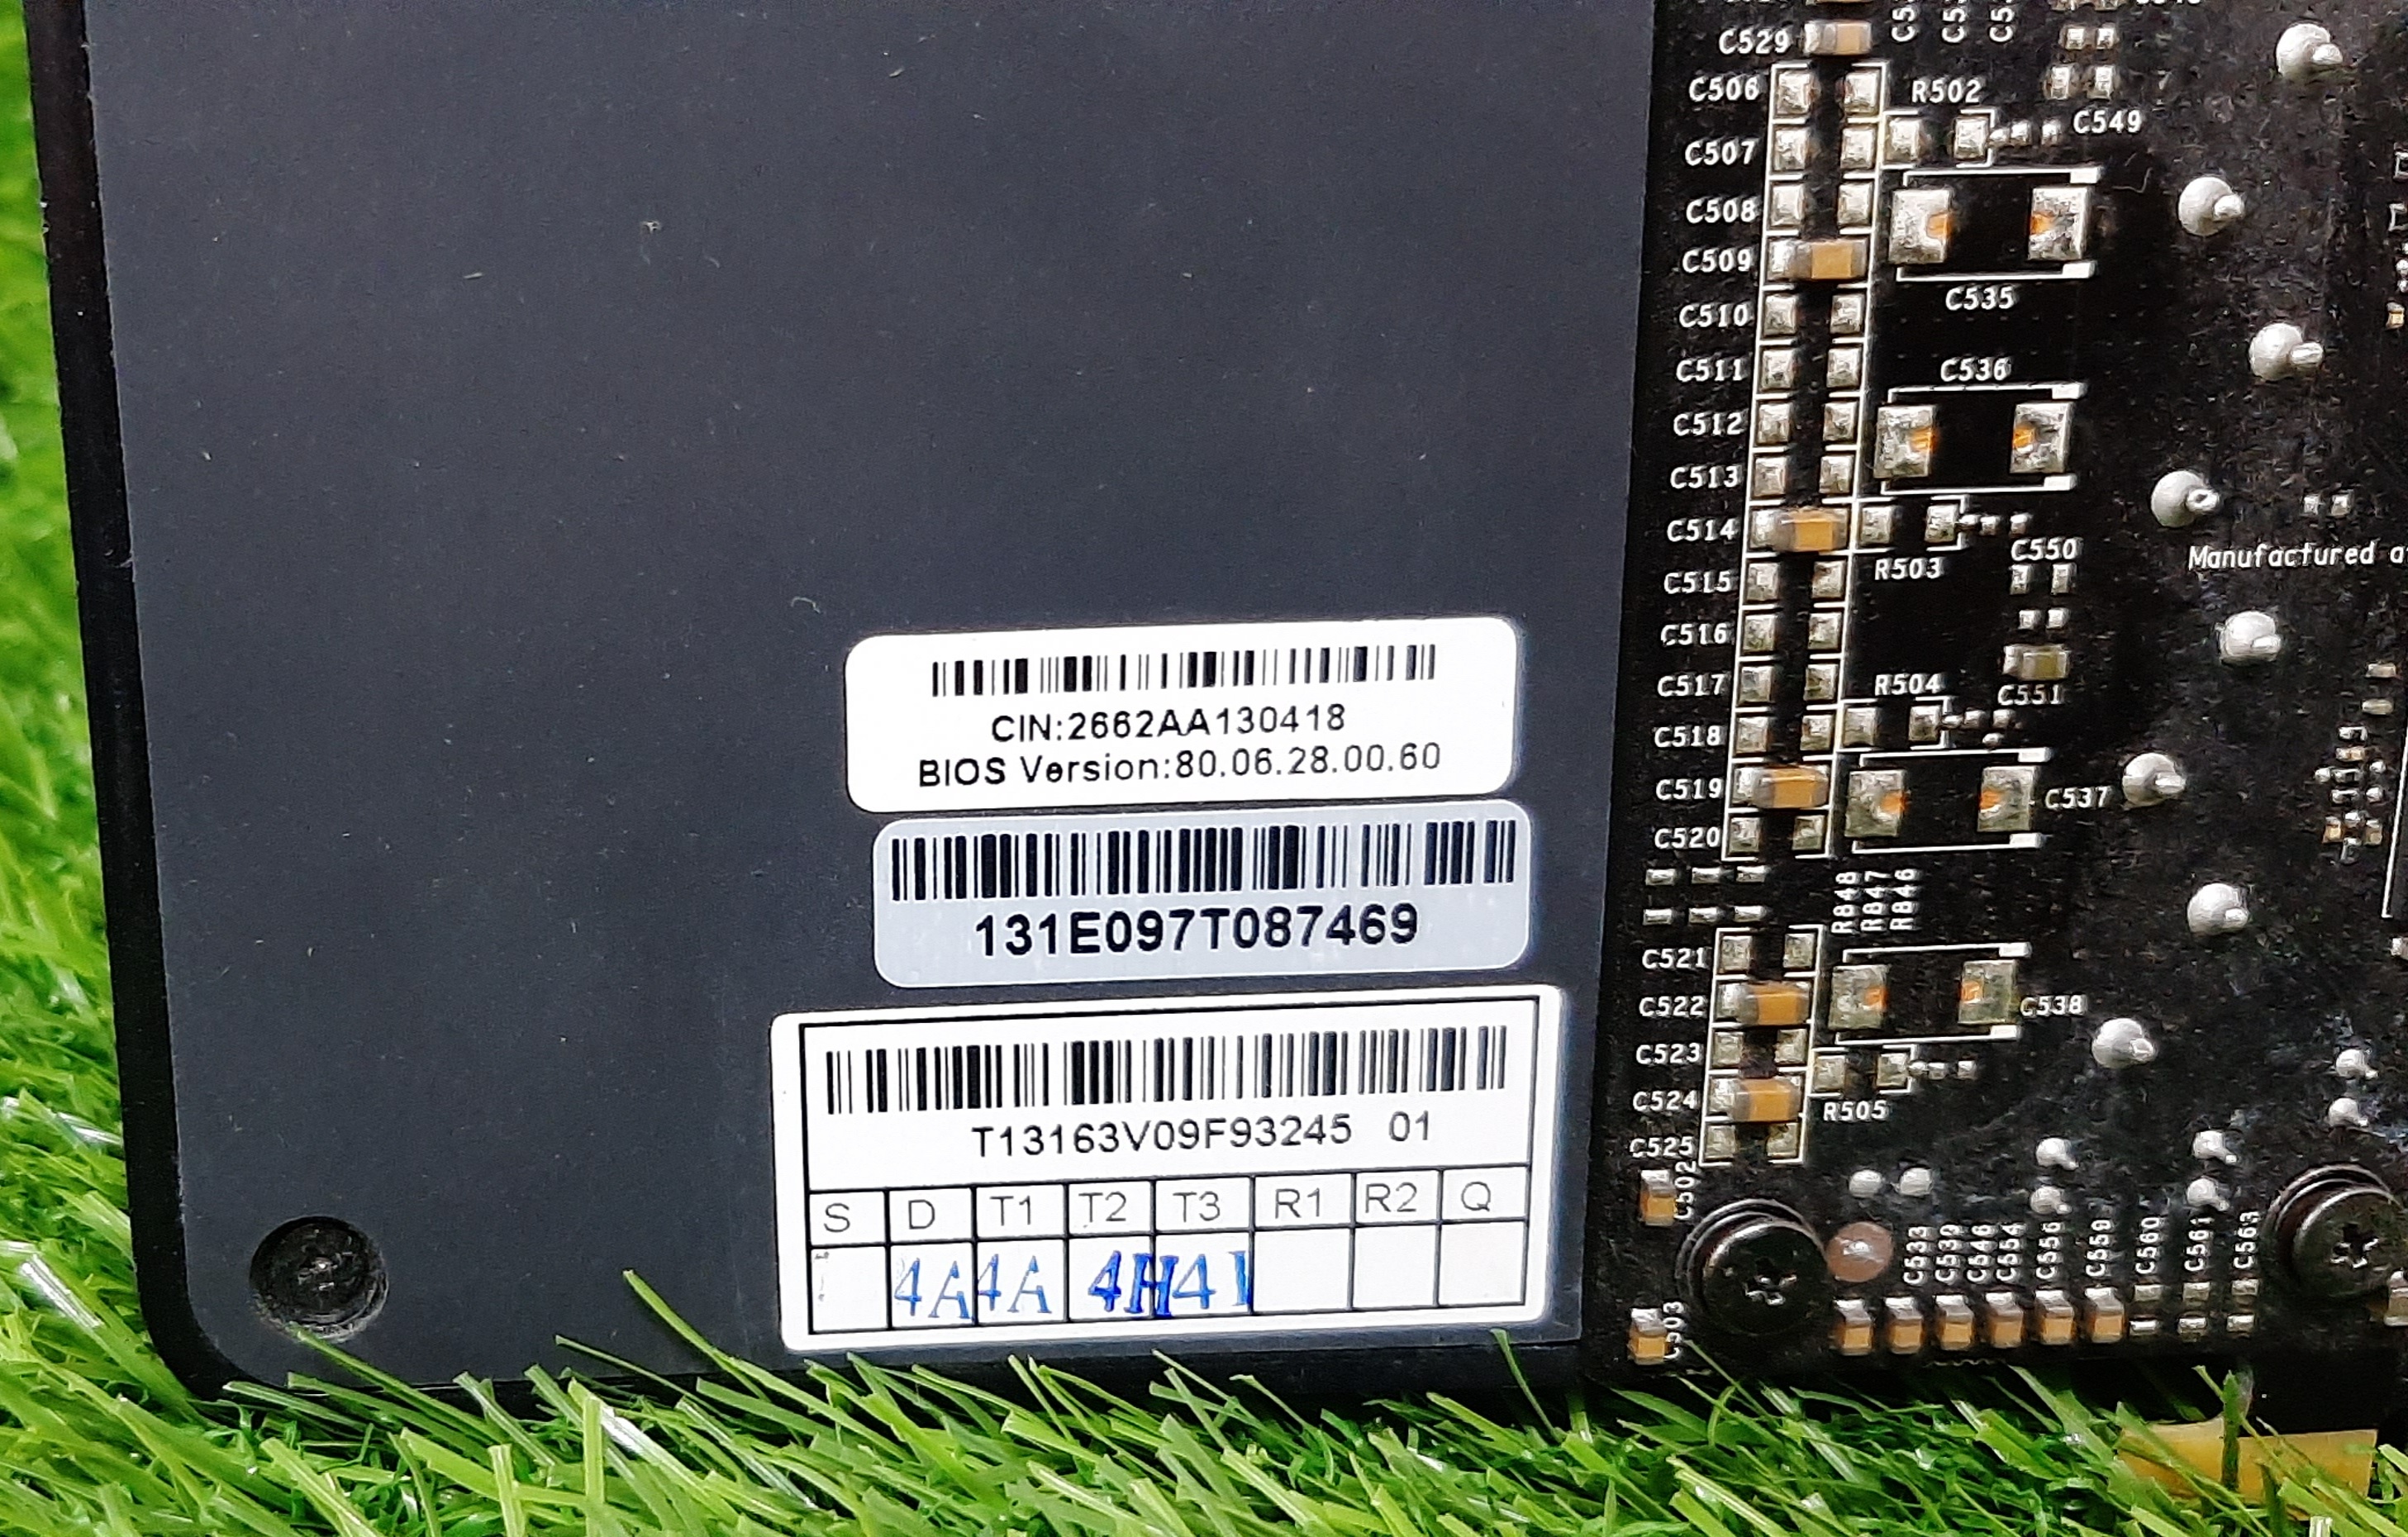 CIN:2662AA130418
BIOS Version:80.06.28.00.60
131E097T087469
T13163V09F93245 01
S D T1 T2 T3 R1 R2 Q
4A 4A 4H 41
C529
C506
R502
C549
C507
C508
C509
C535
C510
C511
C536
C512
C513
C514
C550
Manufactured
R503
C515
C516
C517
R504
C551
C518
C519
C537
C520
R848
R847
R846
C521
C522
C538
C523
C524
R505
C525
C502
C533
C539
C546
C554
C556
C559
C560
C561
C563
C503